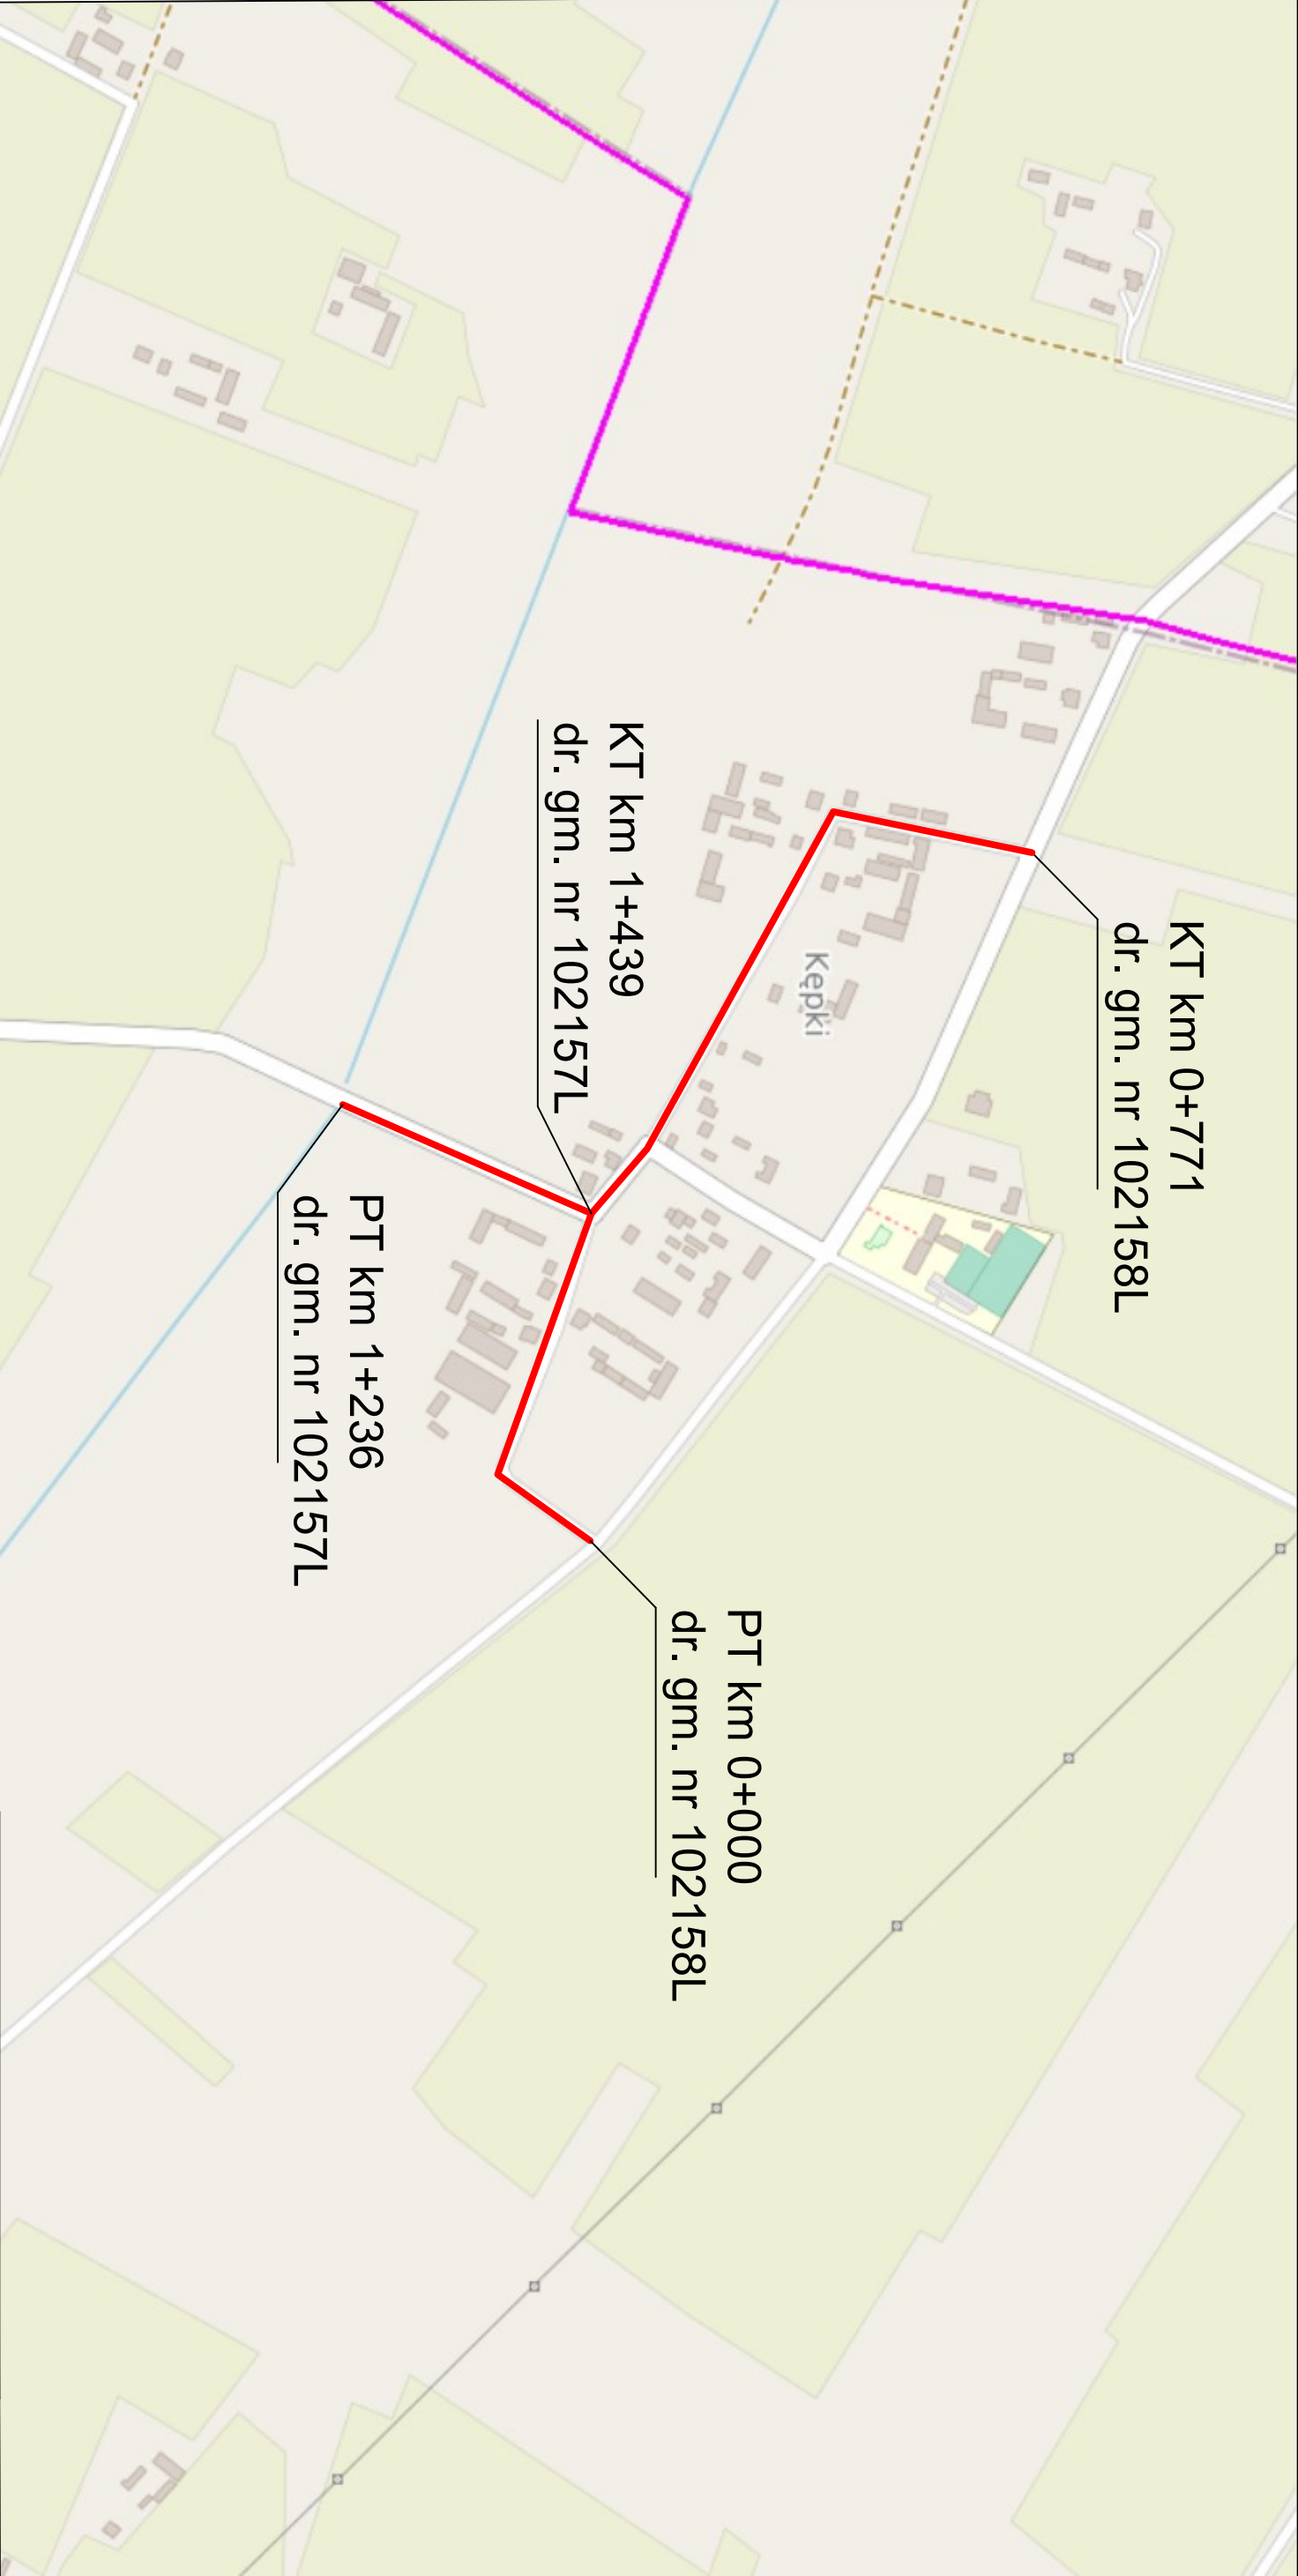 KT km 0+771
dr. gm. nr 102158L
Kępki
KT km 1+439
dr. gm. nr 102157L
PT km 1+236
dr. gm. nr 102157L
PT km 0+000
dr. gm. nr 102158L